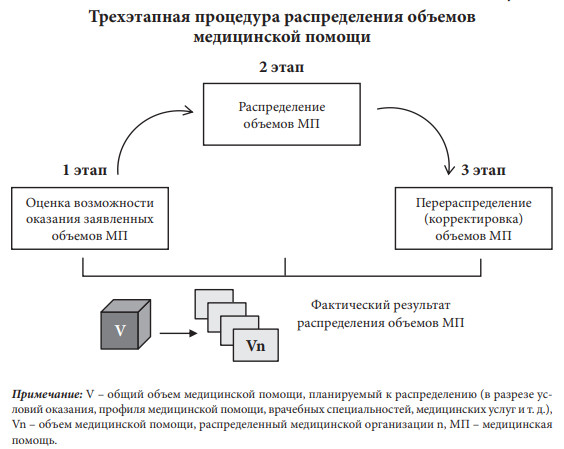 Трехэтапная процедура распределения объемов
медицинской помощи
2 этап
Распределение
объемов МП
1 этап
Оценка возможности
оказания заявленных
объемов МП
3 этап
Перераспределение
(корректировка)
объемов МП
V
Vn
Фактический результат
распределения объемов МП
Примечание: V – общий объем медицинской помощи, планируемый к распределению (в разрезе ус-
ловий оказания, профиля медицинской помощи, врачебных специальностей, медицинских услуг и т. д.),
Vn – объем медицинской помощи, распределенный медицинской организации n, МП – медицинская
помощь.